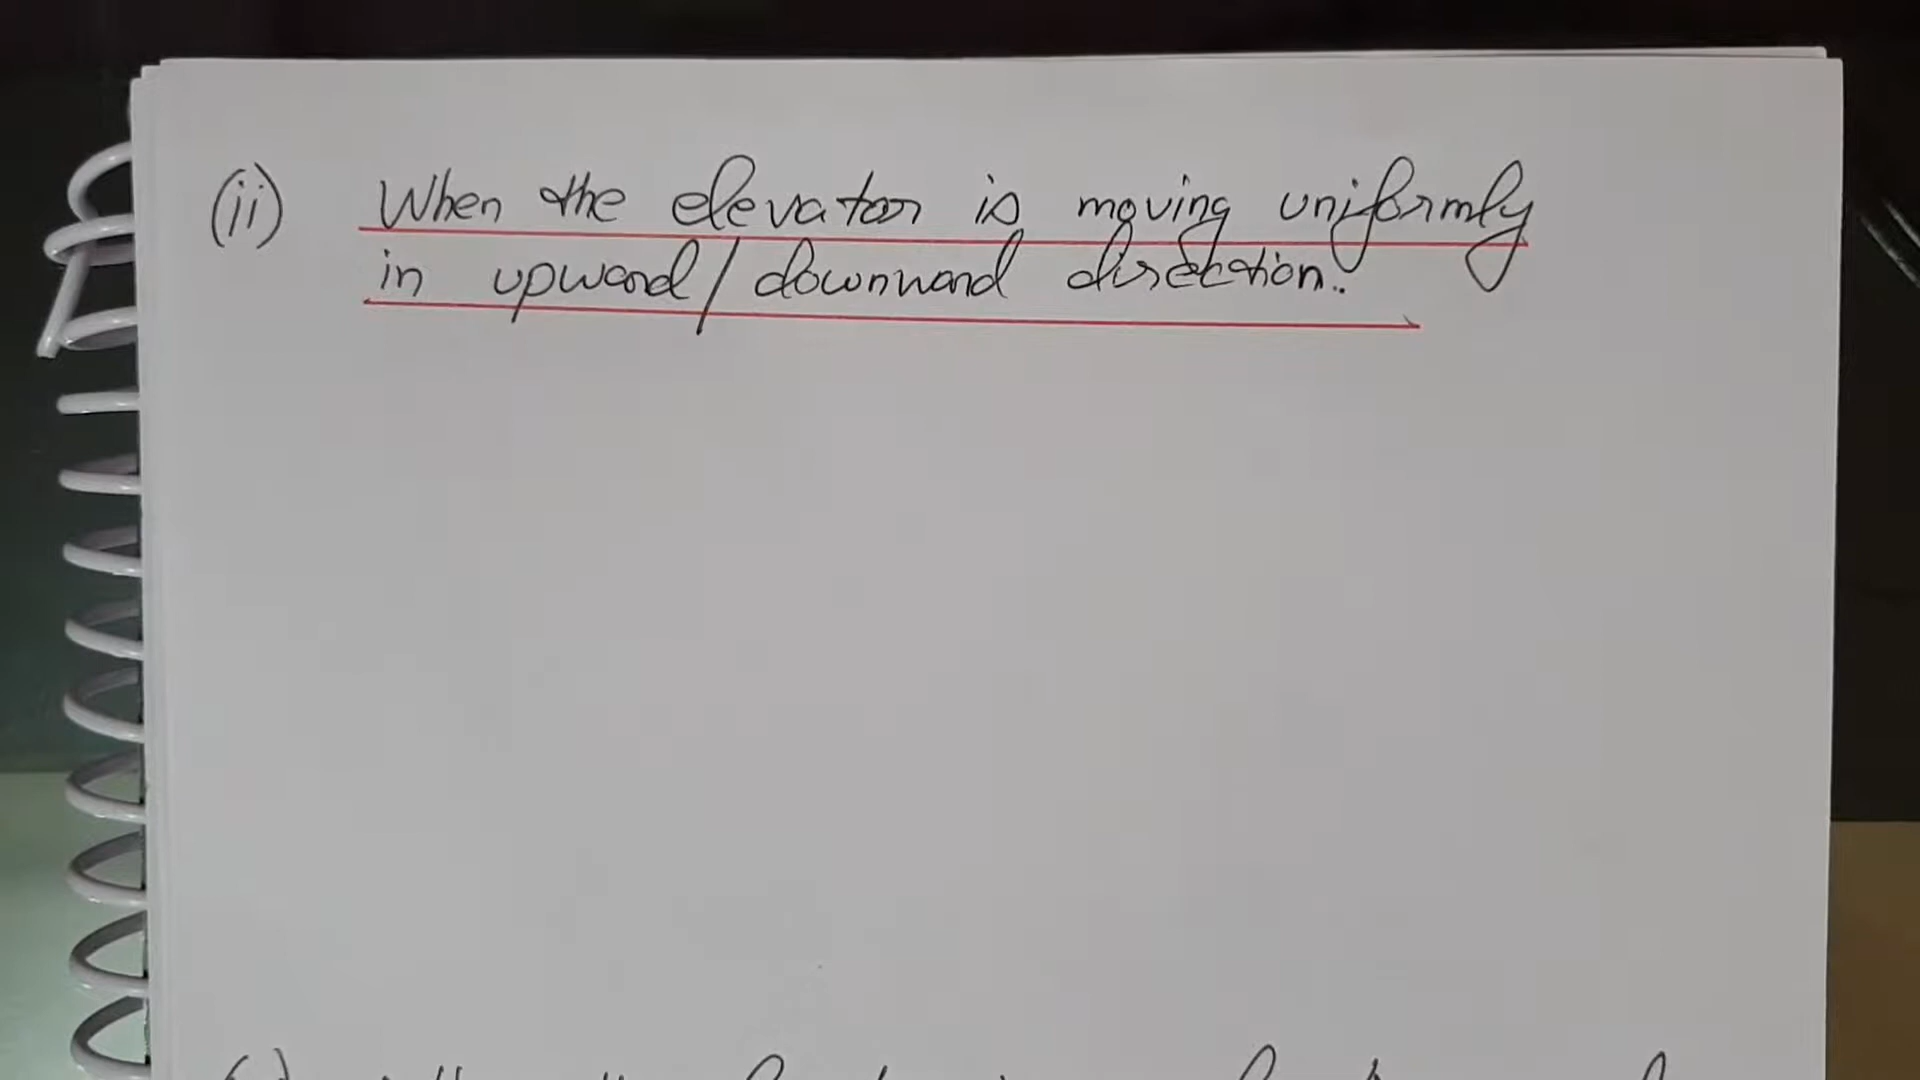 (ii) When the elevator is moving uniformly
in upward/downward direction.